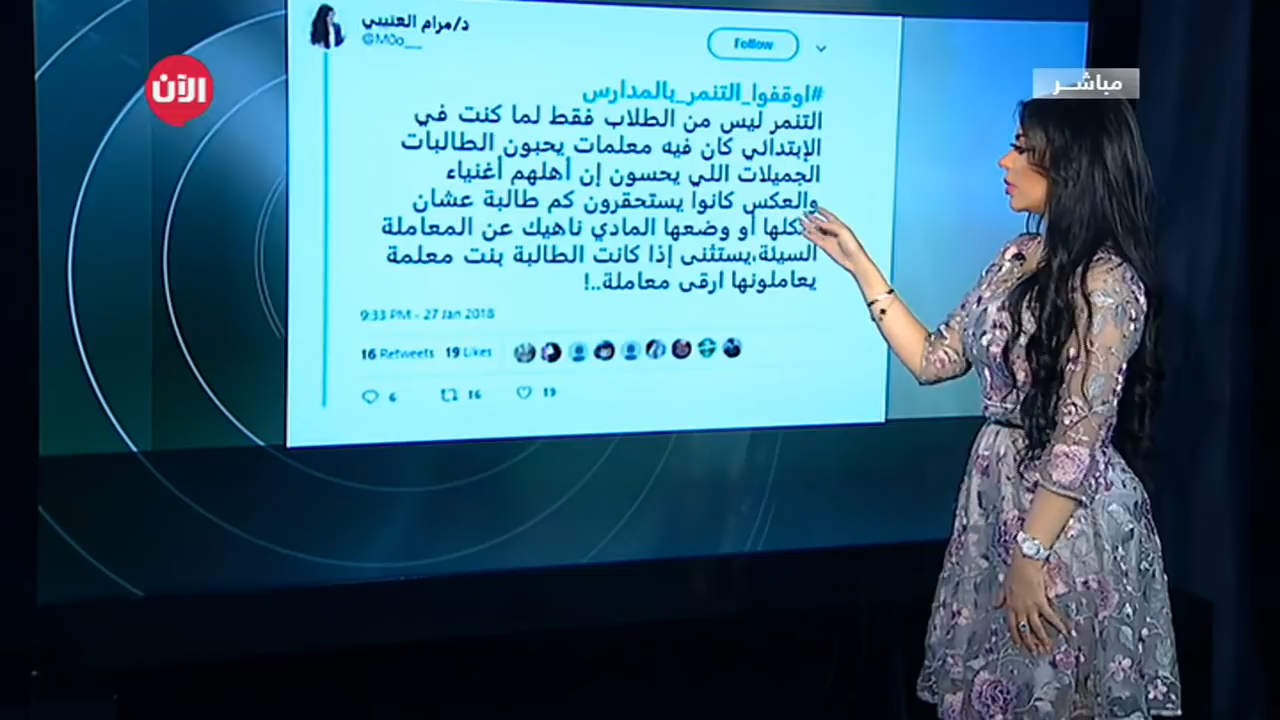 د/مرام العتيبي
@M0o__
Follow
الآن
مباشر
#اوقفوا_التنمر_بالمدارس
التنمر ليس من الطلاب فقط لما كنت في
الإبتدائي كان فيه معلمات يحبون الطالبات
الجميلات اللي يحسون إن أهلهم أغنياء
والعكس كانوا يستحقرون كم طالبة عشان
أو وضعها المادي ناهيك عن المعاملة
السيئة،يستثنى إذا كانت الطالبة بنت معلمة
يعاملونها ارقى معاملة..!
9:33 PM - 27 Jan 2018
16 Retweets 19 Likes
6 16 19